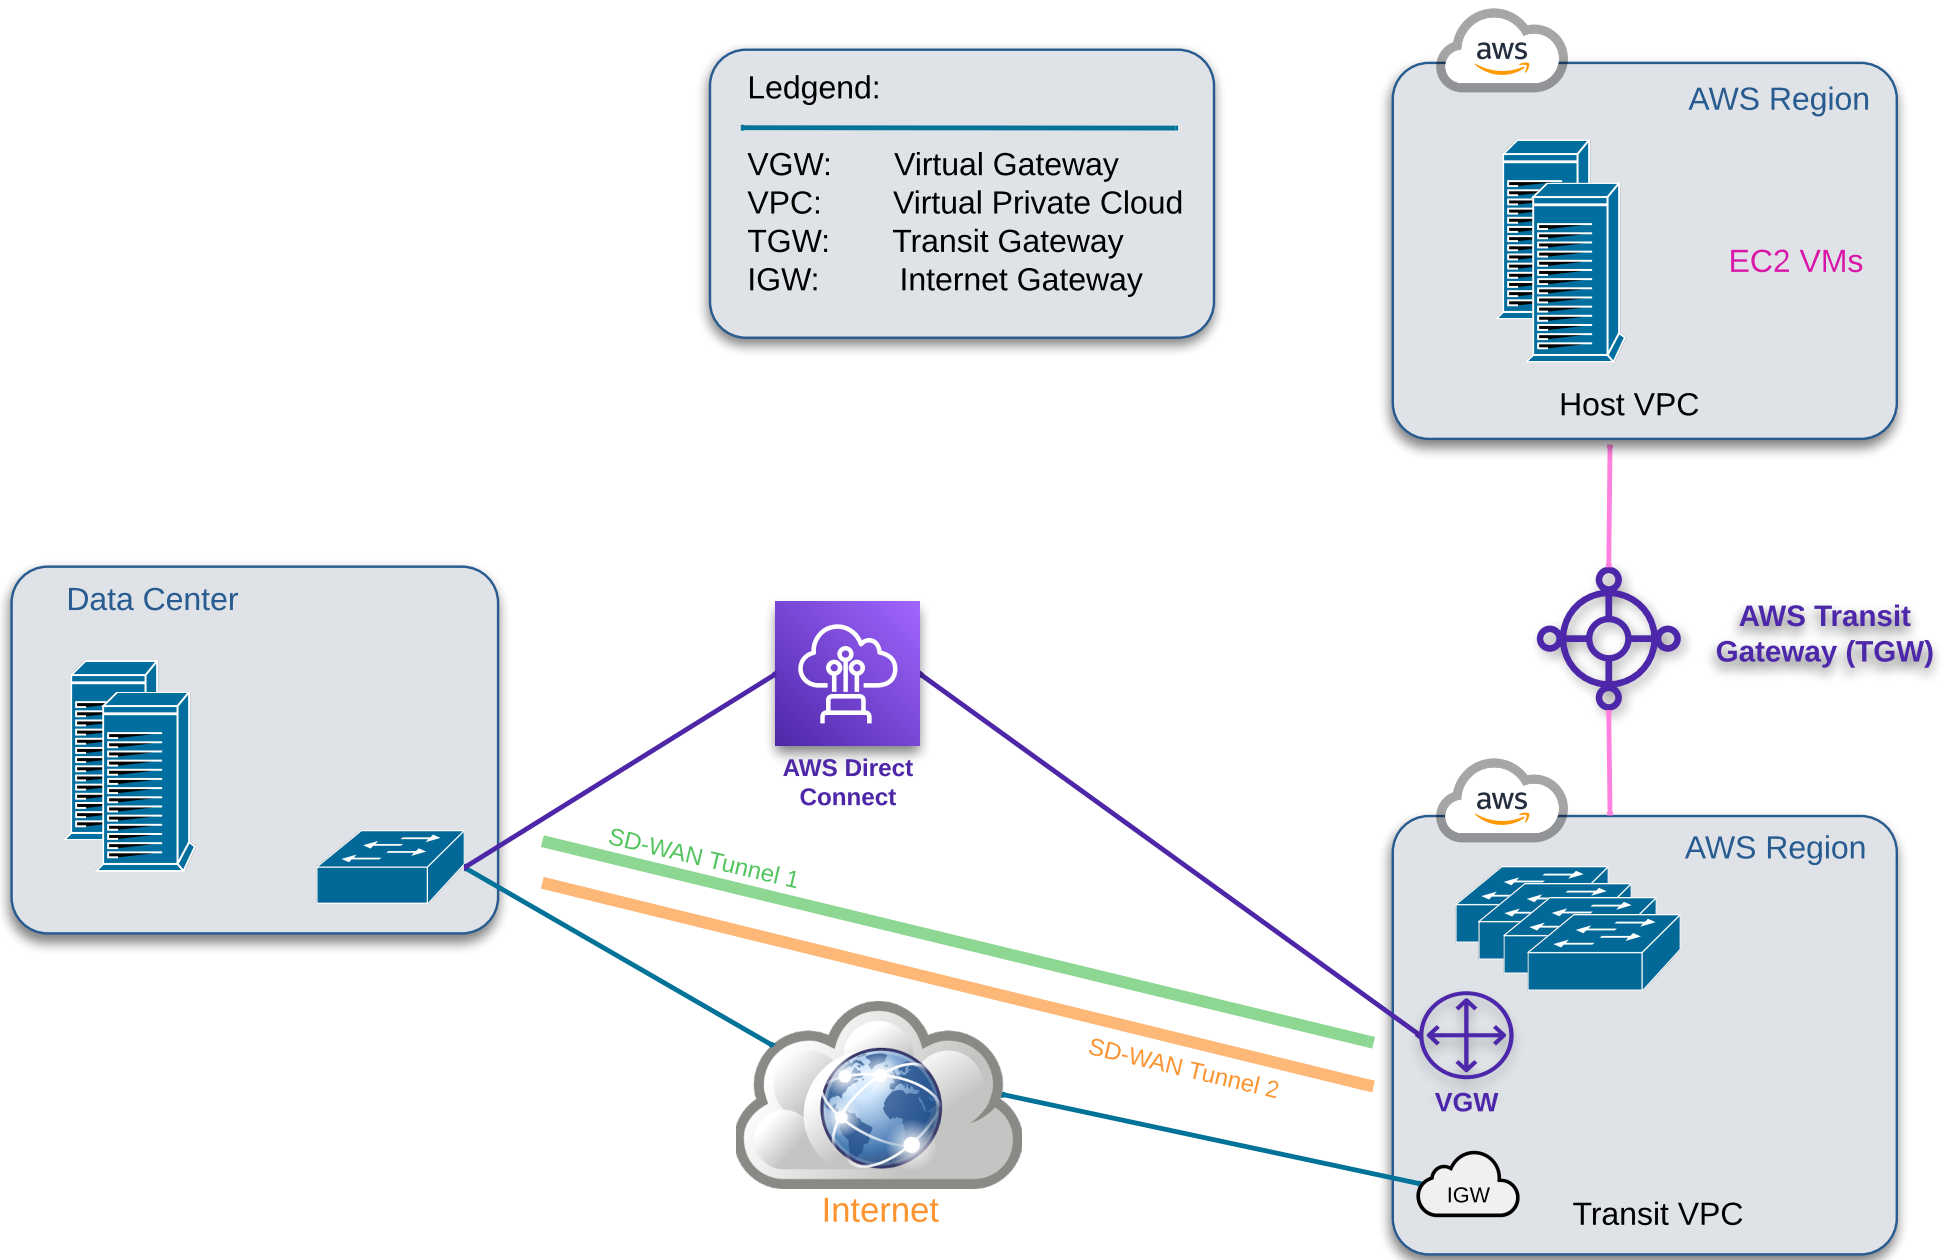 aws
AWS Region
Ledgend:
VGW: Virtual Gateway
VPC: Virtual Private Cloud
TGW: Transit Gateway
IGW: Internet Gateway
EC2 VMs
Host VPC
Data Center
AWS Transit
Gateway (TGW)
AWS Direct
Connect
aws
AWS Region
SD-WAN Tunnel 1
SD-WAN Tunnel 2
VGW
IGW
Transit VPC
Internet